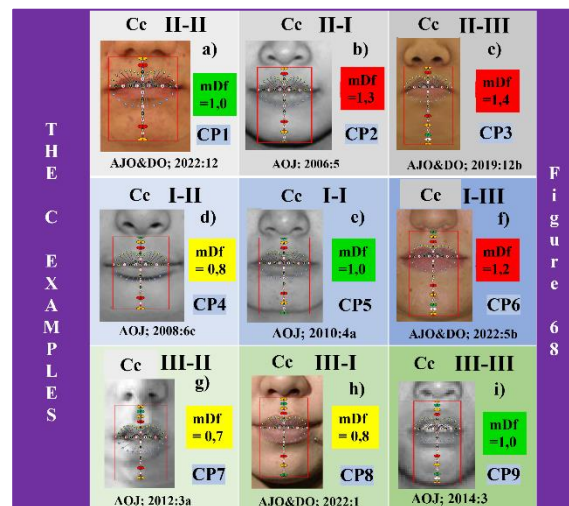 THE C EXAMPLES
Cc II-II
a)
mDf
=1,0
CP1
AJO&DO; 2022:12
Cc II-I
b)
mDf
=1,3
CP2
AOJ: 2006:5
Cc II-III
c)
mDf
=1,4
CP3
AJO&DO; 2019:12b
Cc I-II
d)
mDf
= 0,8
CP4
AOJ; 2008:6c
Cc I-I
e)
mDf
=1,0
CP5
AOJ; 2010:4a
Cc I-III
f)
mDf
=1,2
CP6
AJO&DO; 2022:5b
Cc III-II
g)
mDf
= 0,7
CP7
AOJ; 2012:3a
Cc III-I
h)
mDf
= 0,8
CP8
AJO&DO; 2022:1
Cc III-III
i)
mDf
=1,0
CP9
AOJ; 2014:3
Figure 68